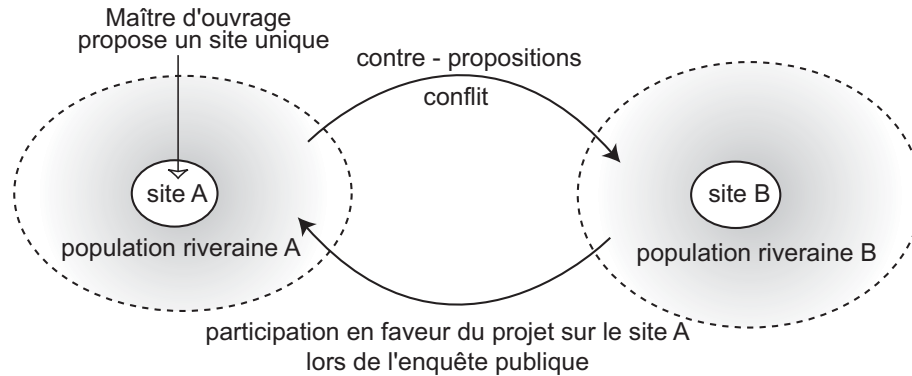 Maître d'ouvrage
propose un site unique
contre - propositions
conflit
site A
population riveraine A
site B
population riveraine B
participation en faveur du projet sur le site A
lors de l'enquête publique